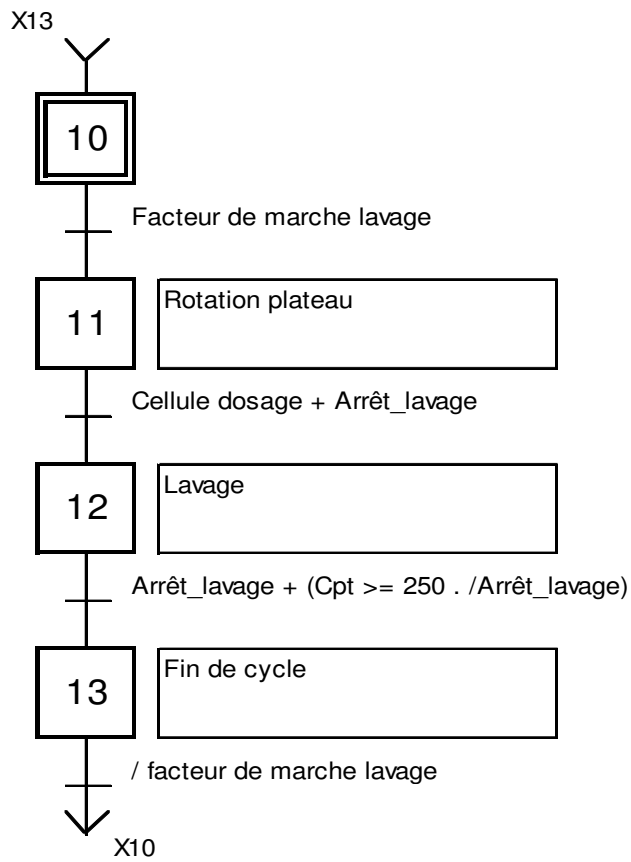 X13
10
Facteur de marche lavage
11
Rotation plateau
Cellule dosage + Arrêt_lavage
12
Lavage
Arrêt_lavage + (Cpt >= 250 . /Arrêt_lavage)
13
Fin de cycle
/ facteur de marche lavage
X10